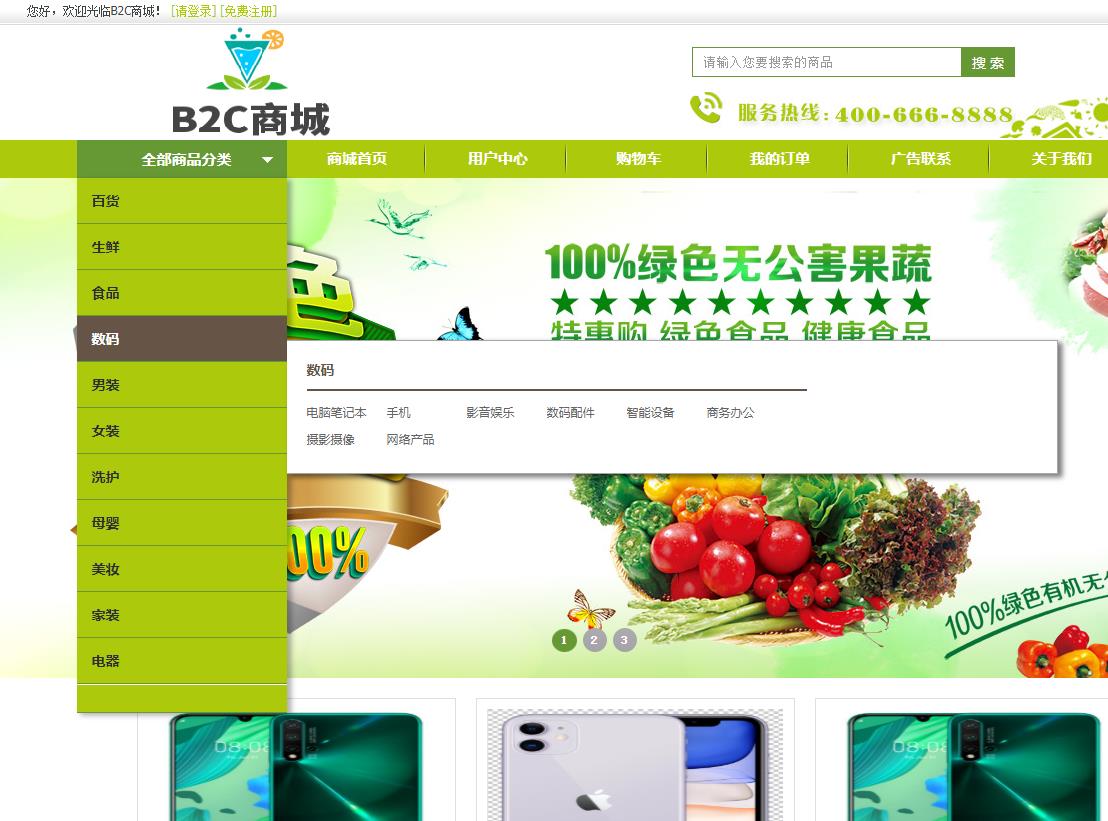 您好，欢迎光临B2C商城！ [请登录] [免费注册]
B2C商城
请输入您要搜索的商品
搜 索
服务热线: 400-666-8888
全部商品分类
商城首页
用户中心
购物车
我的订单
广告联系
关于我们
百货
生鲜
食品
数码
男装
女装
洗护
母婴
美妆
家装
电器
色
100%绿色无公害果蔬
★★★★★★★★★★
特惠购 绿色食品 健康食品
数码
电脑笔记本 手机 影音娱乐 数码配件 智能设备 商务办公
摄影摄像 网络产品
00%
100%绿色有机无
1 2 3
08:08
08:08